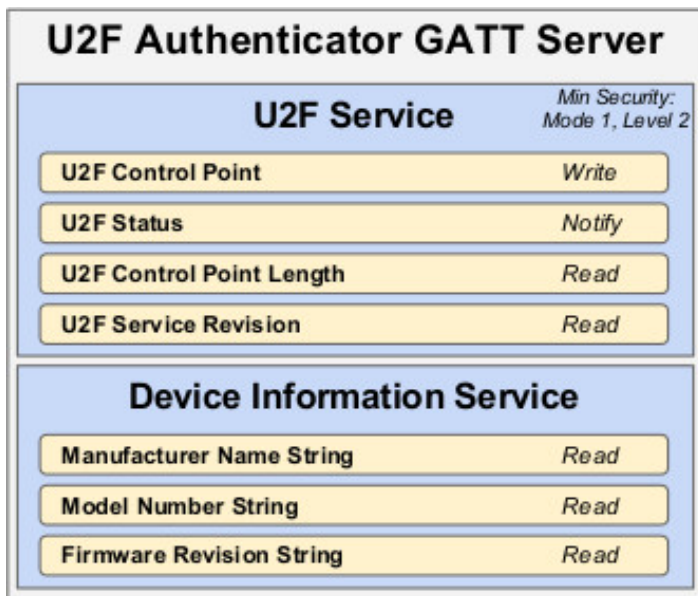 U2F Authenticator GATT Server
U2F Service
Min Security:
Mode 1, Level 2
U2F Control Point Write
U2F Status Notify
U2F Control Point Length Read
U2F Service Revision Read
Device Information Service
Manufacturer Name String Read
Model Number String Read
Firmware Revision String Read